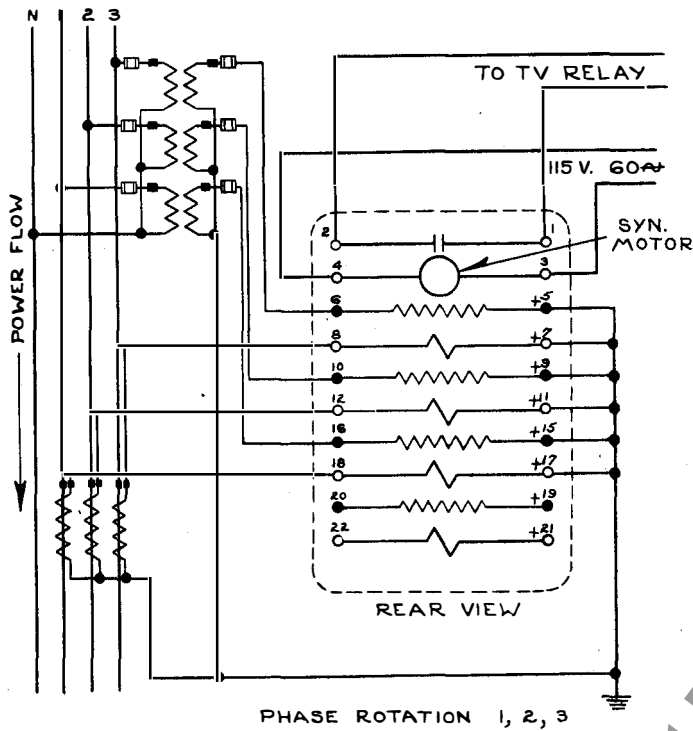 N 1 2 3
TO TV RELAY
115 V. 60~
SYN.
MOTOR
POWER FLOW
2 1
4 3
6 +5
8 +7
10 +9
12 +11
16 +15
18 +17
20 +19
22 +21
REAR VIEW
PHASE ROTATION 1, 2, 3